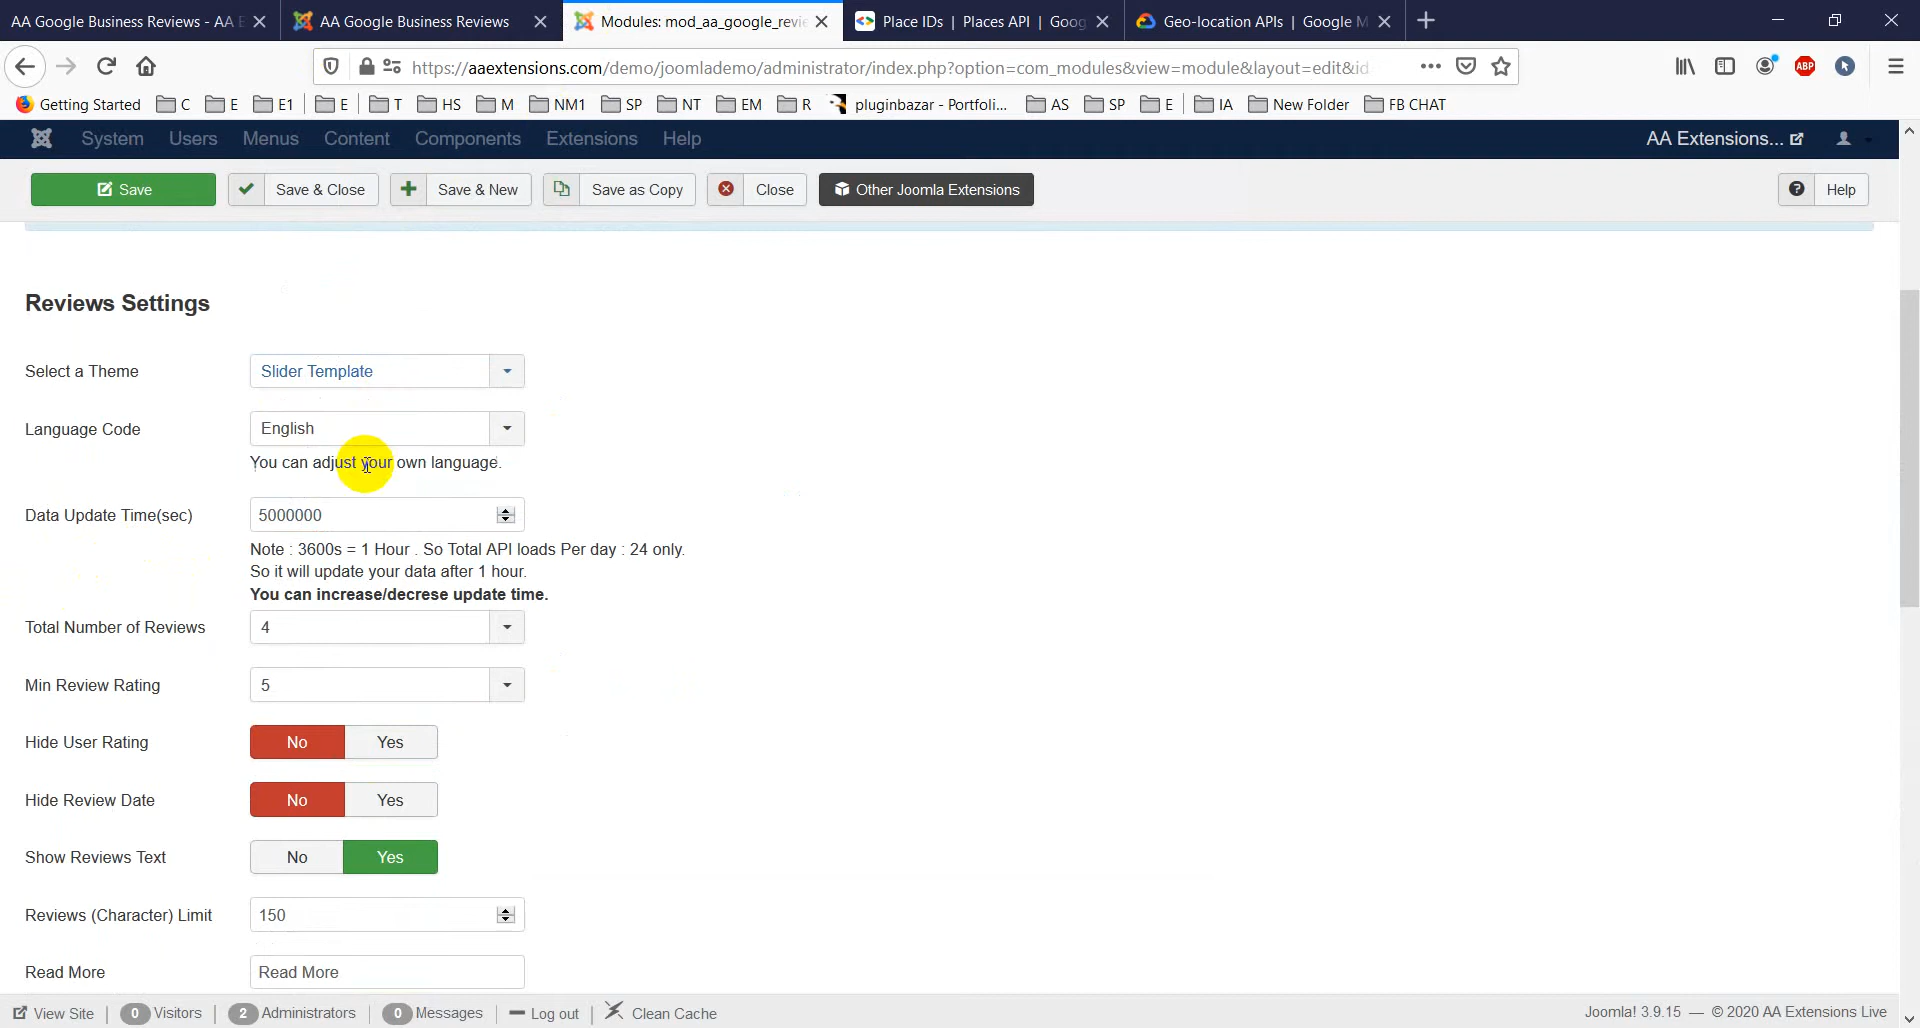 AA Google Business Reviews - AA E
AA Google Business Reviews
Modules: mod_aa_google_revie
Place IDs | Places API | Goog
Geo-location APIs | Google M
https://aaextensions.com/demo/joomlademo/administrator/index.php?option=com_modules&view=module&layout=edit&id
ABP
Getting Started C E E1 E T HS M NM1 SP NT EM R pluginbazar - Portfoli... AS SP E IA New Folder FB CHAT
System Users Menus Content Components Extensions Help AA Extensions...
Save Save & Close Save & New Save as Copy Close Other Joomla Extensions Help
Reviews Settings
Select a Theme Slider Template
Language Code English
You can adjust your own language.
Data Update Time(sec) 5000000
Note : 3600s = 1 Hour . So Total API loads Per day : 24 only.
So it will update your data after 1 hour.
You can increase/decrese update time.
Total Number of Reviews 4
Min Review Rating 5
Hide User Rating No Yes
Hide Review Date No Yes
Show Reviews Text No Yes
Reviews (Character) Limit 150
Read More Read More
View Site 0 Visitors 2 Administrators 0 Messages Log out Clean Cache Joomla! 3.9.15 — © 2020 AA Extensions Live